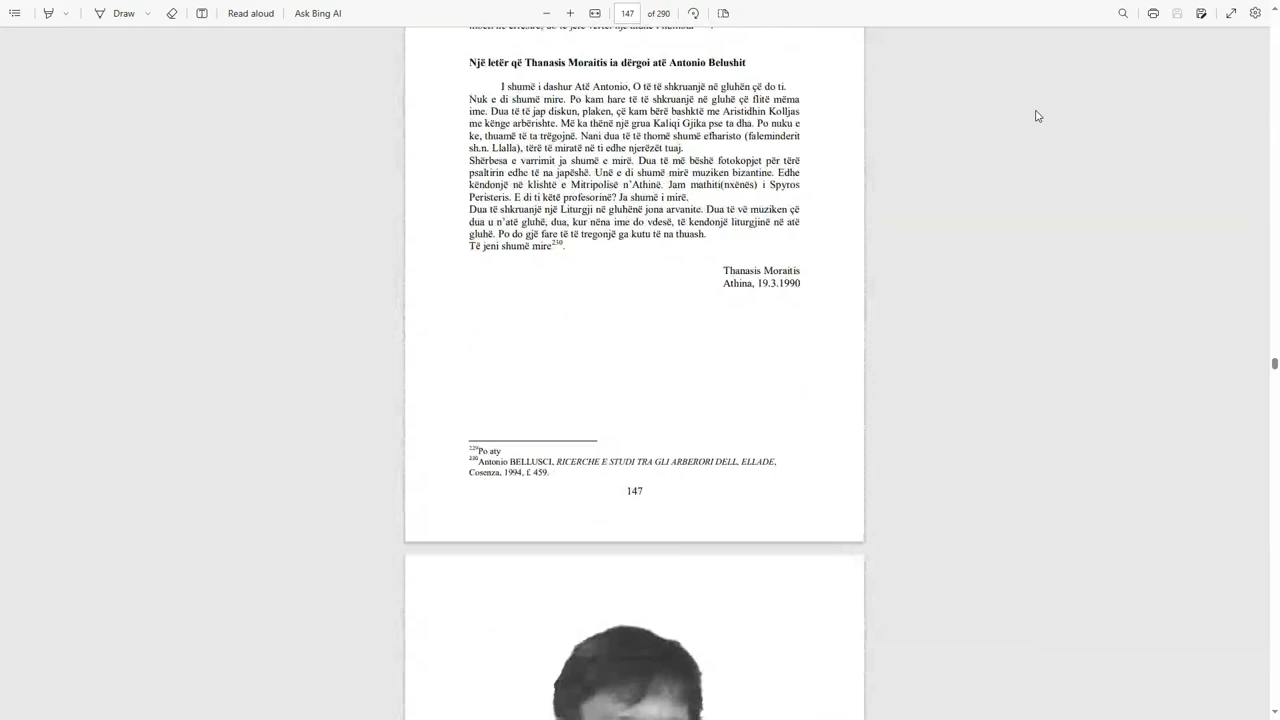 Draw
Read aloud
Ask Bing AI
147 of 290
Një letër që Thanasis Moraitis ia dërgoi atë Antonio Belushit
I shumë i dashur Atë Antonio, O të të shkruanjë në gluhën çë do ti.
Nuk e di shumë mire. Po kam hare të të shkruanjë në gluhë çë flitë mëma
ime. Dua të të jap diskun, plaken, çë kam bërë bashktë me Aristidhin Kolljas
me kënge arbërishte. Më ka thënë një grua Kaliqi Gjika pse ta dha. Po nuku e
ke, thuamë të ta trëgojnë. Nani dua të të thomë shumë efharisto (faleminderit
sh.n. Llalla), tërë të miratë në ti edhe njerëzët tuaj.
Shërbesa e varrimit ja shumë e mirë. Dua të më bëshë fotokopjet për tërë
psaltirin edhe të na japëshë. Unë e di shumë mirë muziken bizantine. Edhe
këndonjë në klishtë e Mitripolisë n'Athinë. Jam mathiti(nxënës) i Spyros
Peristeris. E di ti këtë profesorinë? Ja shumë i mirë.
Dua të shkruanjë një Liturgji në gluhënë jona arvanite. Dua të vë muziken çë
dua u n'atë gluhë, dua, kur nëna ime do vdesë, të kendonjë liturgjinë në atë
gluhë. Po do gjë fare të të tregonjë ga kutu të na thuash.
Të jeni shumë mire230.
Thanasis Moraitis
Athina, 19.3.1990
229Po aty
230Antonio BELLUSCI, RICERCHE E STUDI TRA GLI ARBERORI DELL, ELLADE,
Cosenza, 1994, f. 459.
147